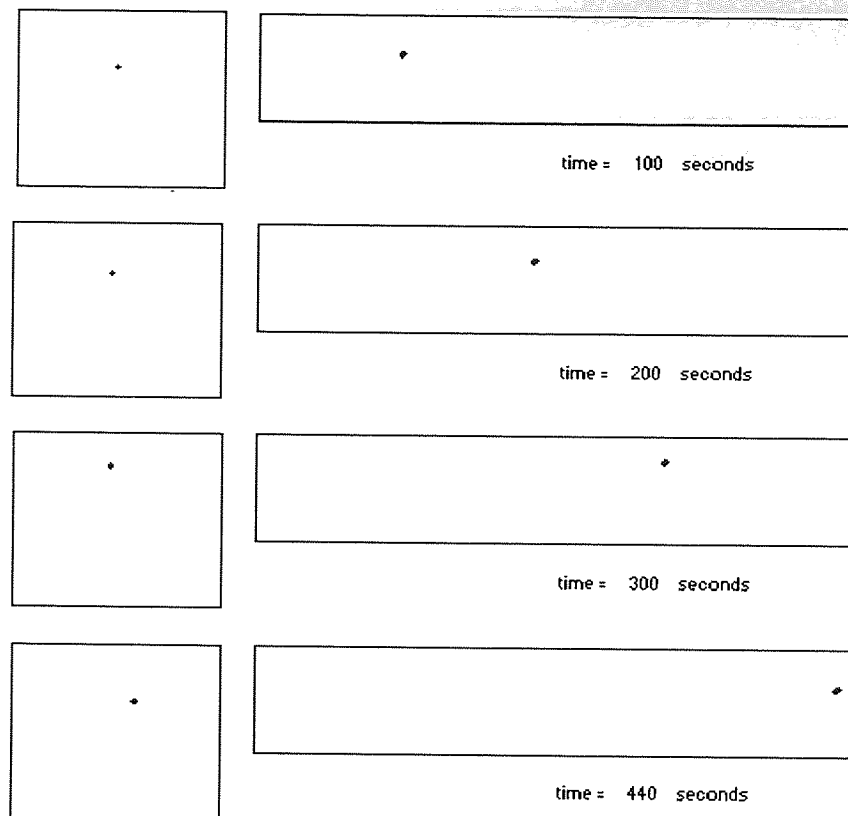 time = 100 seconds
time = 200 seconds
time = 300 seconds
time = 440 seconds